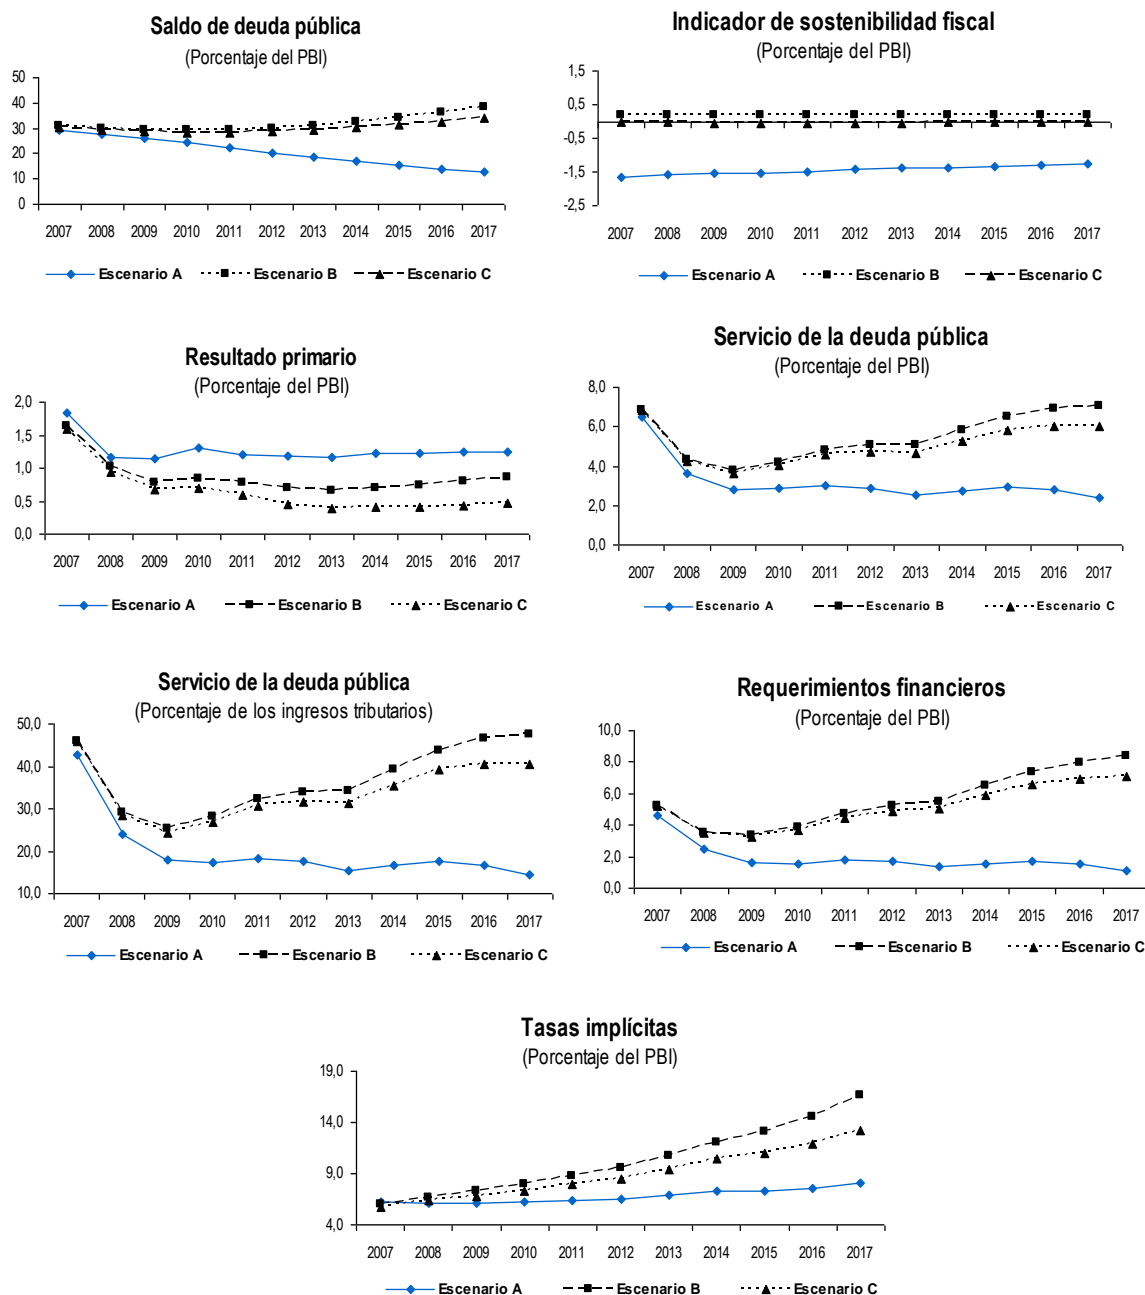 Saldo de deuda pública
(Porcentaje del PBI)
50
40
30
20
10
0
2007 2008 2009 2010 2011 2012 2013 2014 2015 2016 2017
Escenario A Escenario B Escenario C
Indicador de sostenibilidad fiscal
(Porcentaje del PBI)
1,5
0,5
-0,5
-1,5
-2,5
2007 2008 2009 2010 2011 2012 2013 2014 2015 2016 2017
Escenario A Escenario B Escenario C
Resultado primario
(Porcentaje del PBI)
2,0
1,5
1,0
0,5
0,0
2007 2008 2009 2010 2011 2012 2013 2014 2015 2016 2017
Escenario A Escenario B Escenario C
Servicio de la deuda pública
(Porcentaje del PBI)
8,0
6,0
4,0
2,0
0,0
2007 2008 2009 2010 2011 2012 2013 2014 2015 2016 2017
Escenario A Escenario B Escenario C
Servicio de la deuda pública
(Porcentaje de los ingresos tributarios)
50,0
40,0
30,0
20,0
10,0
2007 2008 2009 2010 2011 2012 2013 2014 2015 2016 2017
Escenario A Escenario B Escenario C
Requerimientos financieros
(Porcentaje del PBI)
10,0
8,0
6,0
4,0
2,0
0,0
2007 2008 2009 2010 2011 2012 2013 2014 2015 2016 2017
Escenario A Escenario B Escenario C
Tasas implícitas
(Porcentaje del PBI)
19,0
14,0
9,0
4,0
2007 2008 2009 2010 2011 2012 2013 2014 2015 2016 2017
Escenario A Escenario B Escenario C